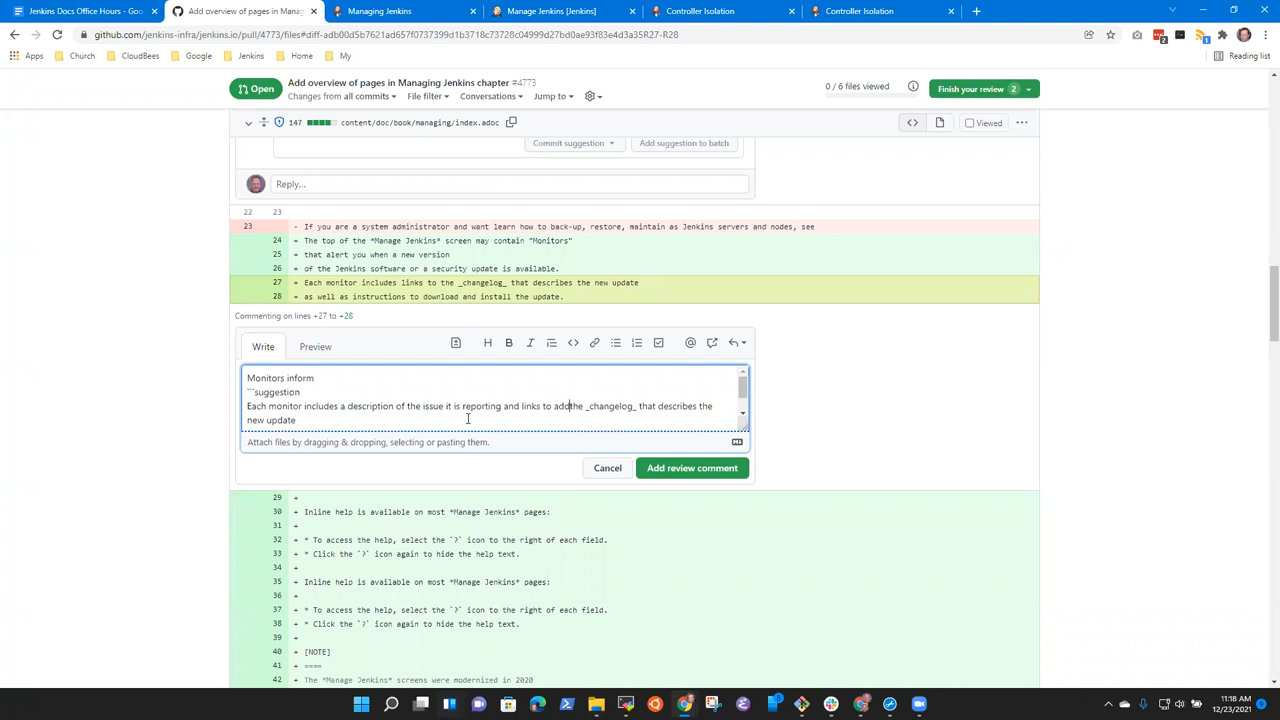 Jenkins Docs Office Hours - Goo
Add overview of pages in Manag
Managing Jenkins
Manage Jenkins [Jenkins]
Controller Isolation
Controller Isolation
github.com/jenkins-infra/jenkins.io/pull/4773/files#diff-adb00d5b7621ad657f0737399d1b3718c73728c04999d27bd0ae93f83e4d3a35R27-R28
Apps
Church
CloudBees
Google
Jenkins
Home
My
Reading list
Open
Add overview of pages in Managing Jenkins chapter #4773
Changes from all commits
File filter
Conversations
Jump to
0 / 6 files viewed
Finish your review 2
147 content/doc/book/managing/index.adoc
Viewed
Commit suggestion
Add suggestion to batch
Reply...
22 23
23 - If you are a system administrator and want learn how to back-up, restore, maintain as Jenkins servers and nodes, see
24 + The top of the *Manage Jenkins* screen may contain "Monitors"
25 + that alert you when a new version
26 + of the Jenkins software or a security update is available.
27 + Each monitor includes links to the _changelog_ that describes the new update
28 + as well as instructions to download and install the update.
Commenting on lines +27 to +28
Write
Preview
Monitors inform
```suggestion
Each monitor includes a description of the issue it is reporting and links to addthe _changelog_ that describes the
new update
Attach files by dragging & dropping, selecting or pasting them.
Cancel
Add review comment
29 +
30 + Inline help is available on most *Manage Jenkins* pages:
31 +
32 + * To access the help, select the `?` icon to the right of each field.
33 + * Click the `?` icon again to hide the help text.
34 +
35 + Inline help is available on most *Manage Jenkins* pages:
36 +
37 + * To access the help, select the `?` icon to the right of each field.
38 + * Click the `?` icon again to hide the help text.
39 +
40 + [NOTE]
41 + ====
42 + The *Manage Jenkins* screens were modernized in 2020
11:18 AM
12/23/2021